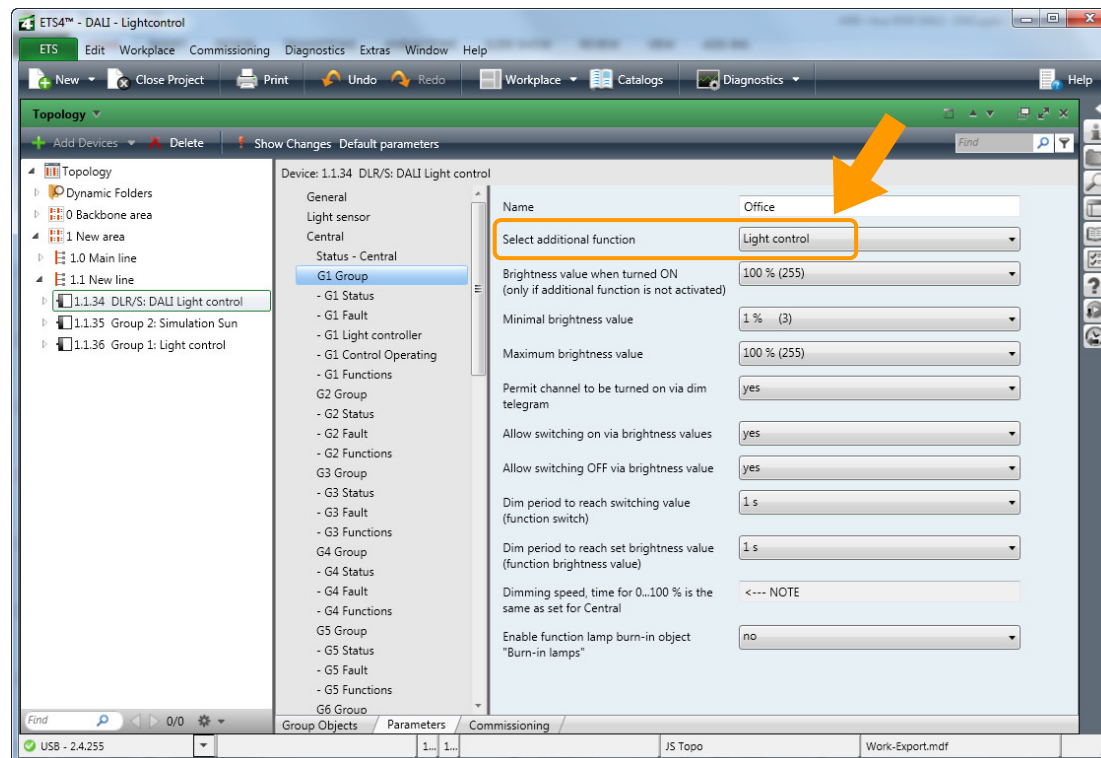 ETS4™ - DALI - Lightcontrol
ETS Edit Workplace Commissioning Diagnostics Extras Window Help
New Close Project Print Undo Redo Workplace Catalogs Diagnostics Help
Topology
Add Devices Delete Show Changes Default parameters Find
Topology
Dynamic Folders
0 Backbone area
1 New area
1.0 Main line
1.1 New line
1.1.34 DLR/S: DALI Light control
1.1.35 Group 2: Simulation Sun
1.1.36 Group 1: Light control
Find 0/0
Device: 1.1.34 DLR/S: DALI Light control
General
Light sensor
Central
Status - Central
G1 Group
- G1 Status
- G1 Fault
- G1 Light controller
- G1 Control Operating
- G1 Functions
G2 Group
- G2 Status
- G2 Fault
- G2 Functions
G3 Group
- G3 Status
- G3 Fault
- G3 Functions
G4 Group
- G4 Status
- G4 Fault
- G4 Functions
G5 Group
- G5 Status
- G5 Fault
- G5 Functions
G6 Group
Name Office
Select additional function Light control
Brightness value when turned ON 100 % (255)
(only if additional function is not activated)
Minimal brightness value 1 % (3)
Maximum brightness value 100 % (255)
Permit channel to be turned on via dim yes
telegram
Allow switching on via brightness values yes
Allow switching OFF via brightness value yes
Dim period to reach switching value 1 s
(function switch)
Dim period to reach set brightness value 1 s
(function brightness value)
Dimming speed, time for 0...100 % is the <--- NOTE
same as set for Central
Enable function lamp burn-in object no
"Burn-in lamps"
Group Objects Parameters Commissioning
USB - 2.4.255 1... 1... JS Topo Work-Export.mdf